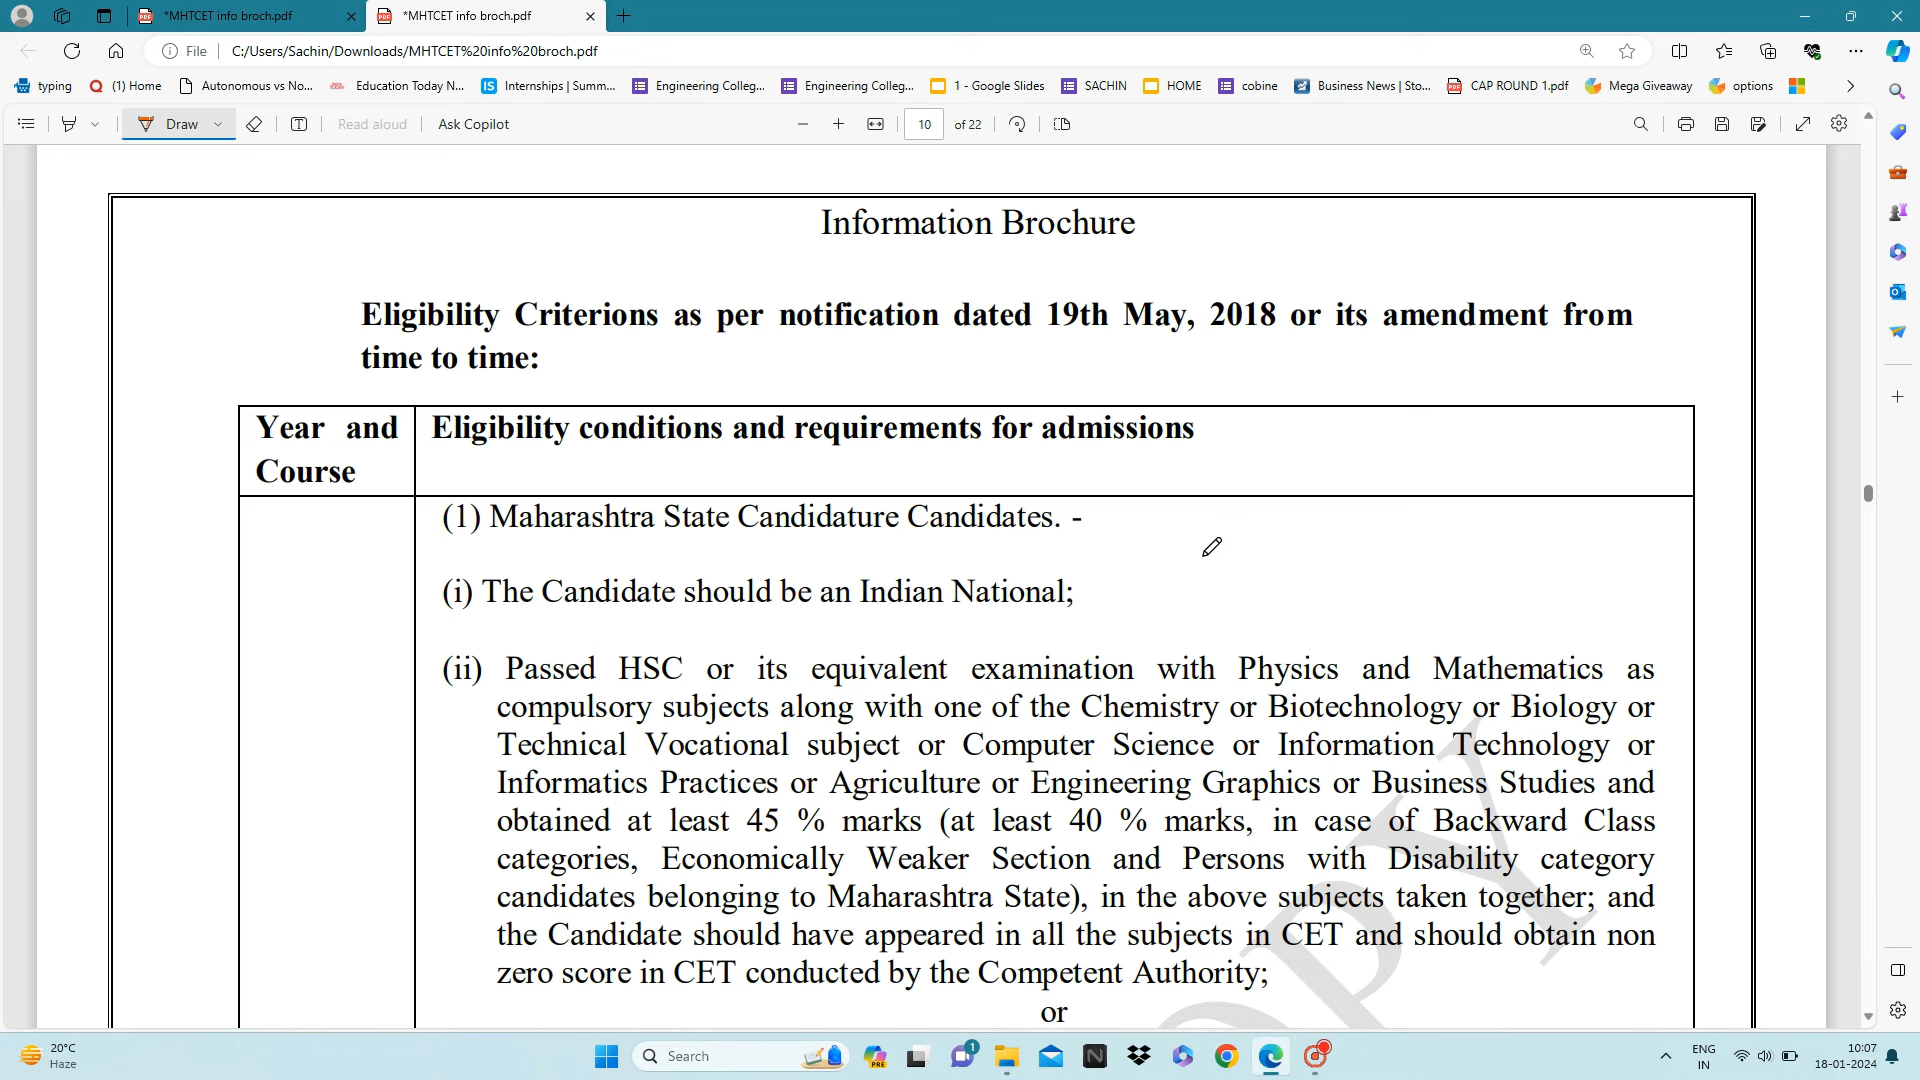 *MHTCET info broch.pdf
*MHTCET info broch.pdf
File
C:/Users/Sachin/Downloads/MHTCET%20info%20broch.pdf
typing
(1) Home
Autonomous vs No...
Education Today N...
Internships | Summ...
Engineering Colleg...
Engineering Colleg...
1 - Google Slides
SACHIN
HOME
cobine
Business News | Sto...
CAP ROUND 1.pdf
Mega Giveaway
options
Draw
Read aloud
Ask Copilot
10
of 22
Information Brochure
Eligibility Criterions as per notification dated 19th May, 2018 or its amendment from
time to time:
Year and
Course
Eligibility conditions and requirements for admissions
(1) Maharashtra State Candidature Candidates. -
(i) The Candidate should be an Indian National;
(ii) Passed HSC or its equivalent examination with Physics and Mathematics as
compulsory subjects along with one of the Chemistry or Biotechnology or Biology or
Technical Vocational subject or Computer Science or Information Technology or
Informatics Practices or Agriculture or Engineering Graphics or Business Studies and
obtained at least 45 % marks (at least 40 % marks, in case of Backward Class
categories, Economically Weaker Section and Persons with Disability category
candidates belonging to Maharashtra State), in the above subjects taken together; and
the Candidate should have appeared in all the subjects in CET and should obtain non
zero score in CET conducted by the Competent Authority;
or
20°C
Haze
Search
PRE
1
ENG
IN
10:07
18-01-2024